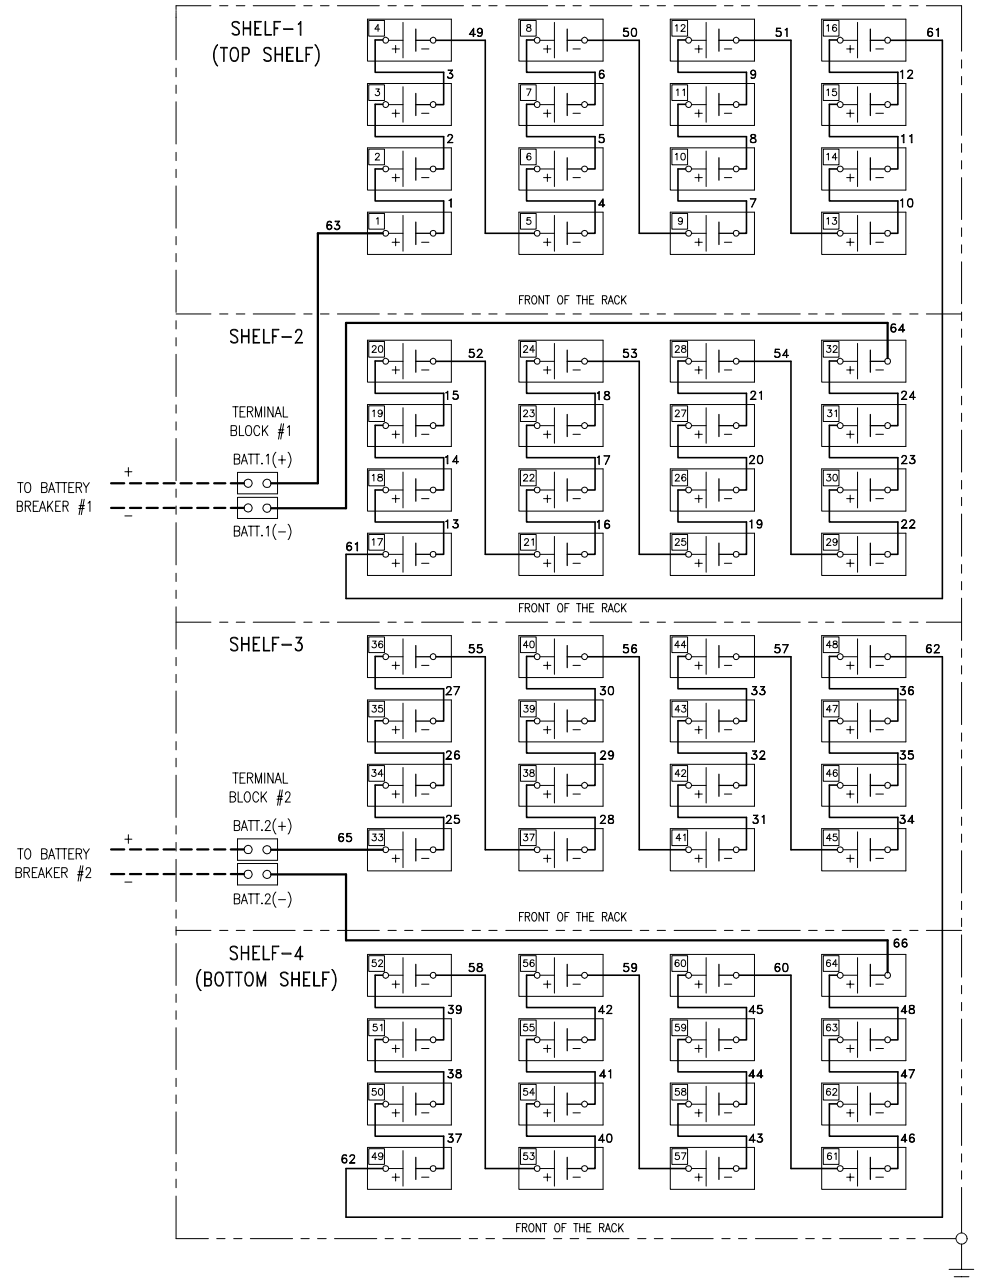 SHELF-1
(TOP SHELF)
4 + - 49 8 + - 50 12 + - 51 16 + - 61
3 6 9 12
3 + - 7 + - 11 + - 15 + -
2 5 8 11
2 + - 6 + - 10 + - 14 + -
1 4 7 10
63 1 + - 5 + - 9 + - 13 + -
FRONT OF THE RACK
SHELF-2
64
20 + - 52 24 + - 53 28 + - 54 32 + -
15 18 21 24
19 + - 23 + - 27 + - 31 + -
TERMINAL
BLOCK #1
14 17 20 23
BATT.1(+)
18 + - 22 + - 26 + - 30 + -
+
TO BATTERY
BREAKER #1
-
BATT.1(-)
13 16 19 22
61 17 + - 21 + - 25 + - 29 + -
FRONT OF THE RACK
SHELF-3
36 + - 55 40 + - 56 44 + - 57 48 + - 62
27 30 33 36
35 + - 39 + - 43 + - 47 + -
26 29 32 35
34 + - 38 + - 42 + - 46 + -
TERMINAL
BLOCK #2
25 28 31 34
BATT.2(+)
65 33 + - 37 + - 41 + - 45 + -
+
TO BATTERY
BREAKER #2
-
BATT.2(-)
FRONT OF THE RACK
SHELF-4
(BOTTOM SHELF)
66
52 + - 58 56 + - 59 60 + - 60 64 + -
39 42 45 48
51 + - 55 + - 59 + - 63 + -
38 41 44 47
50 + - 54 + - 58 + - 62 + -
37 40 43 46
62 49 + - 53 + - 57 + - 61 + -
FRONT OF THE RACK